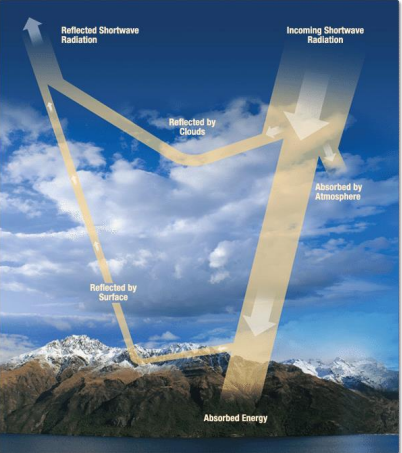 Reflected Shortwave
Radiation
Incoming Shortwave
Radiation
Reflected by
Clouds
Absorbed by
Atmosphere
Reflected by
Surface
Absorbed Energy